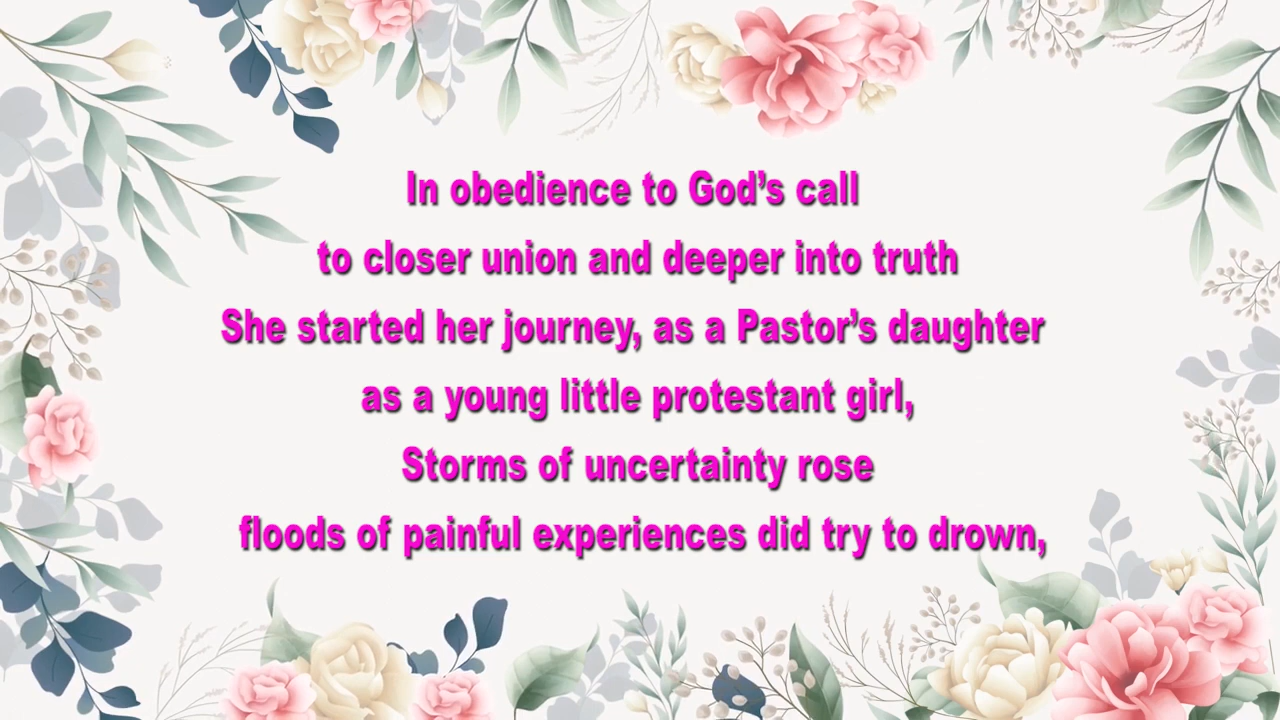 In obedience to God’s call
to closer union and deeper into truth
She started her journey, as a Pastor’s daughter
as a young little protestant girl,
Storms of uncertainty rose
floods of painful experiences did try to drown,